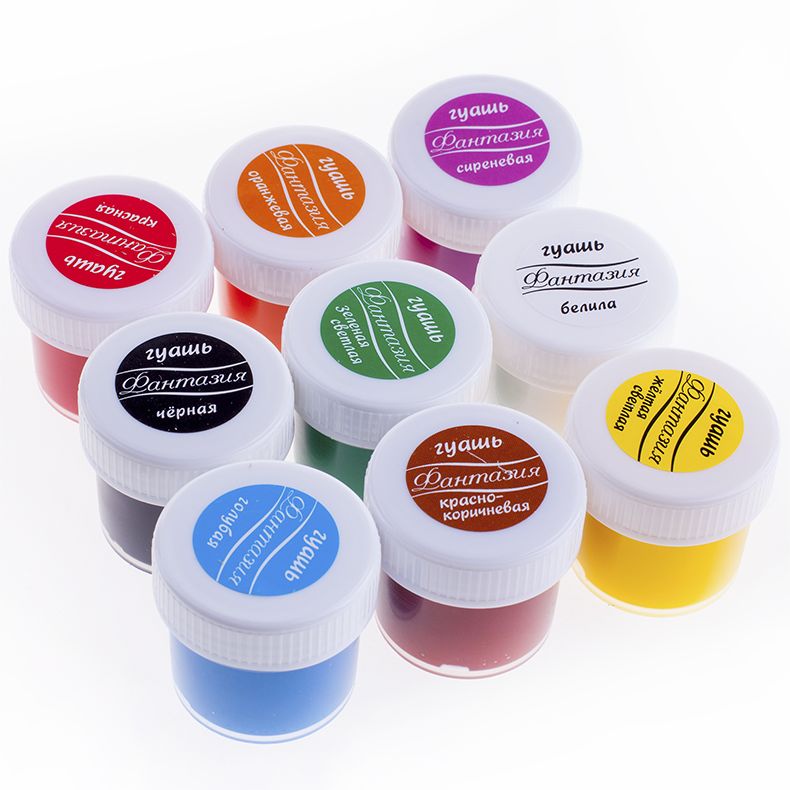 гуашь
Фантазия
сиреневая
гуашь
Фантазия
оранжевая
гуашь
Фантазия
красная
гуашь
Фантазия
белила
гуашь
Фантазия
Зеленая
светлая
гуашь
Фантазия
чёрная
гуашь
Фантазия
жёлтая
светлая
гуашь
Фантазия
красно-
коричневая
гуашь
Фантазия
голубая